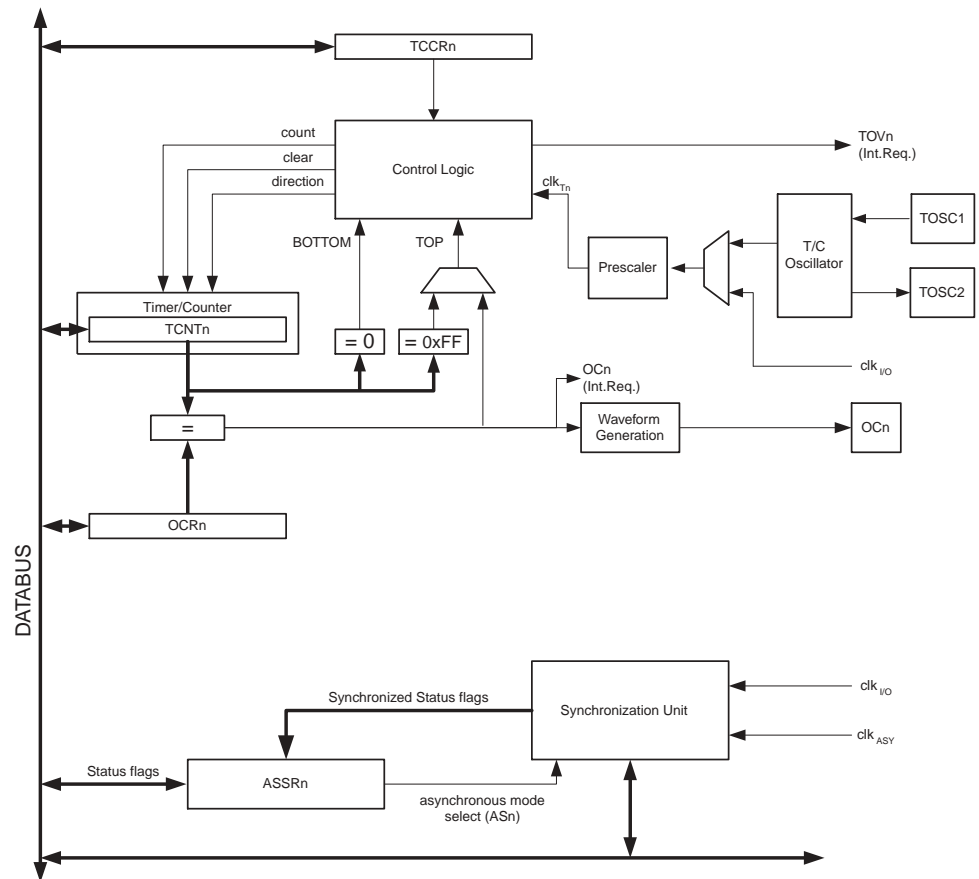 TCCRn
count
clear
direction
Control Logic
TOVn
(Int.Req.)
clkTn
BOTTOM
TOP
Prescaler
T/C
Oscillator
TOSC1
TOSC2
Timer/Counter
TCNTn
= 0
= 0xFF
clkI/O
OCn
(Int.Req.)
=
Waveform
Generation
OCn
OCRn
DATABUS
Synchronized Status flags
Synchronization Unit
clkI/O
clkASY
Status flags
ASSRn
asynchronous mode
select (ASn)